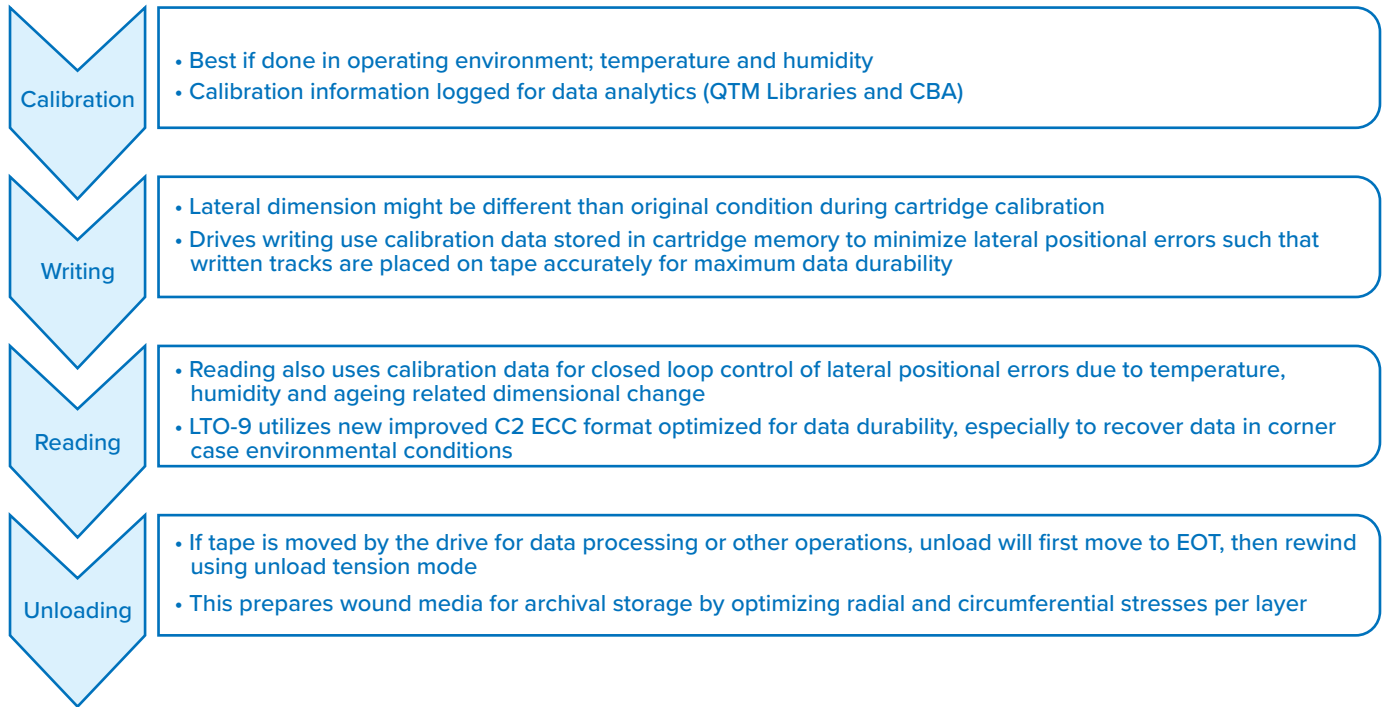 Calibration
• Best if done in operating environment; temperature and humidity
• Calibration information logged for data analytics (QTM Libraries and CBA)
Writing
• Lateral dimension might be different than original condition during cartridge calibration
• Drives writing use calibration data stored in cartridge memory to minimize lateral positional errors such that
written tracks are placed on tape accurately for maximum data durability
Reading
• Reading also uses calibration data for closed loop control of lateral positional errors due to temperature,
humidity and ageing related dimensional change
• LTO-9 utilizes new improved C2 ECC format optimized for data durability, especially to recover data in corner
case environmental conditions
Unloading
• If tape is moved by the drive for data processing or other operations, unload will first move to EOT, then rewind
using unload tension mode
• This prepares wound media for archival storage by optimizing radial and circumferential stresses per layer